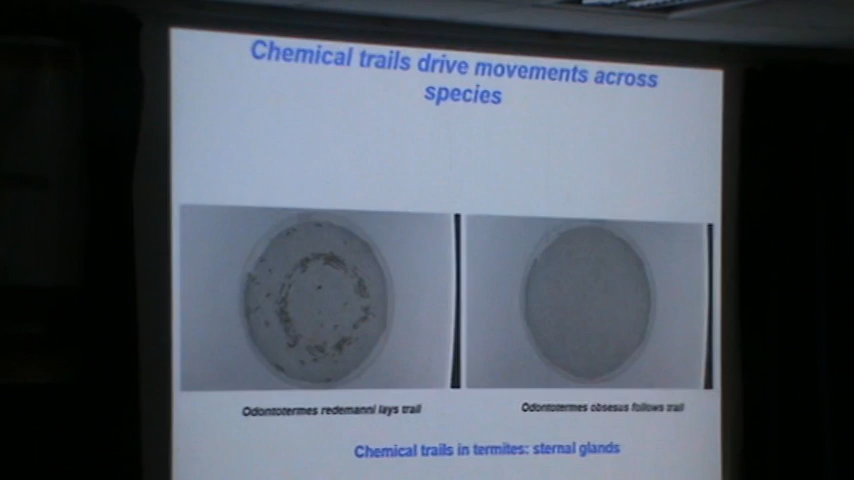 Chemical trails drive movements across
species
Odontotermes redemanni lays trail
Odontotermes obsesus follows trail
Chemical trails in termites: sternal glands